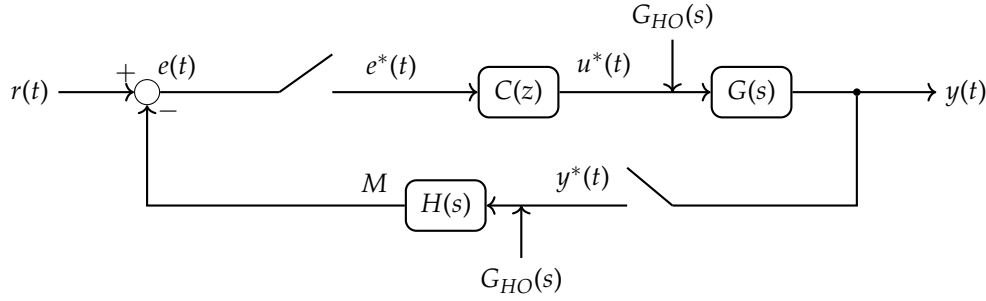 G_{HO}(s)
r(t) + e(t) e*(t) C(z) u*(t) G(s) y(t)
−
M H(s) y*(t)
G_{HO}(s)